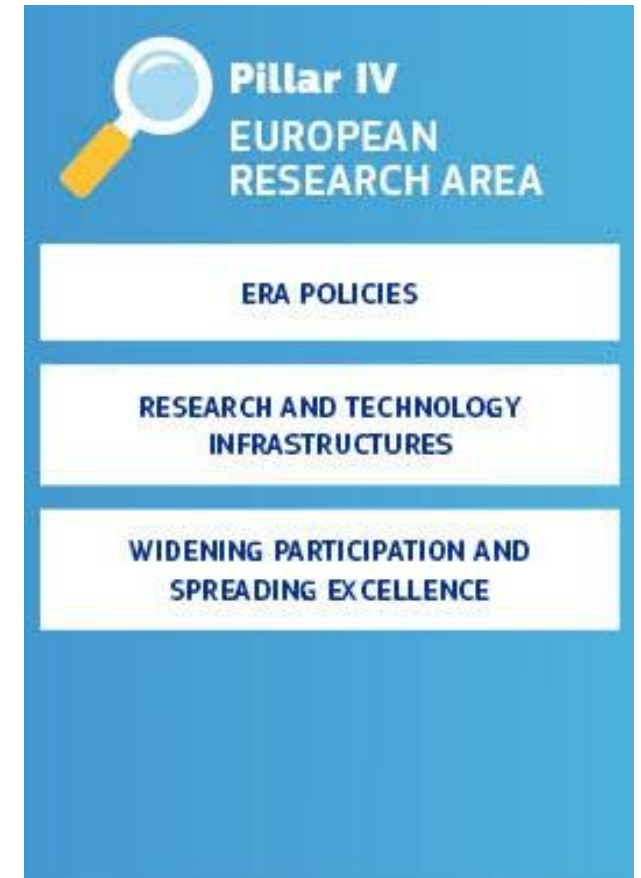 Pillar IV
EUROPEAN
RESEARCH AREA
ERA POLICIES
RESEARCH AND TECHNOLOGY
INFRASTRUCTURES
WIDENING PARTICIPATION AND
SPREADING EXCELLENCE